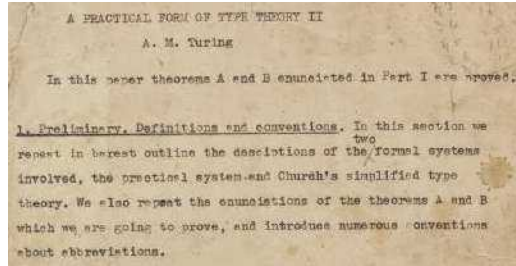 A PRACTICAL FORM OF TYPE THEORY II
A. M. Turing
In this paper theorems A and B enunciated in Part I are proved.
1. Preliminary. Definitions and conventions. In this section we
two
repeat in barest outline the desciptions of the/formal systems
involved, the practical system and Church's simplified type
theory. We also repeat the enunciations of the theorems A and B
which we are going to prove, and introduce numerous conventions
about abbreviations.